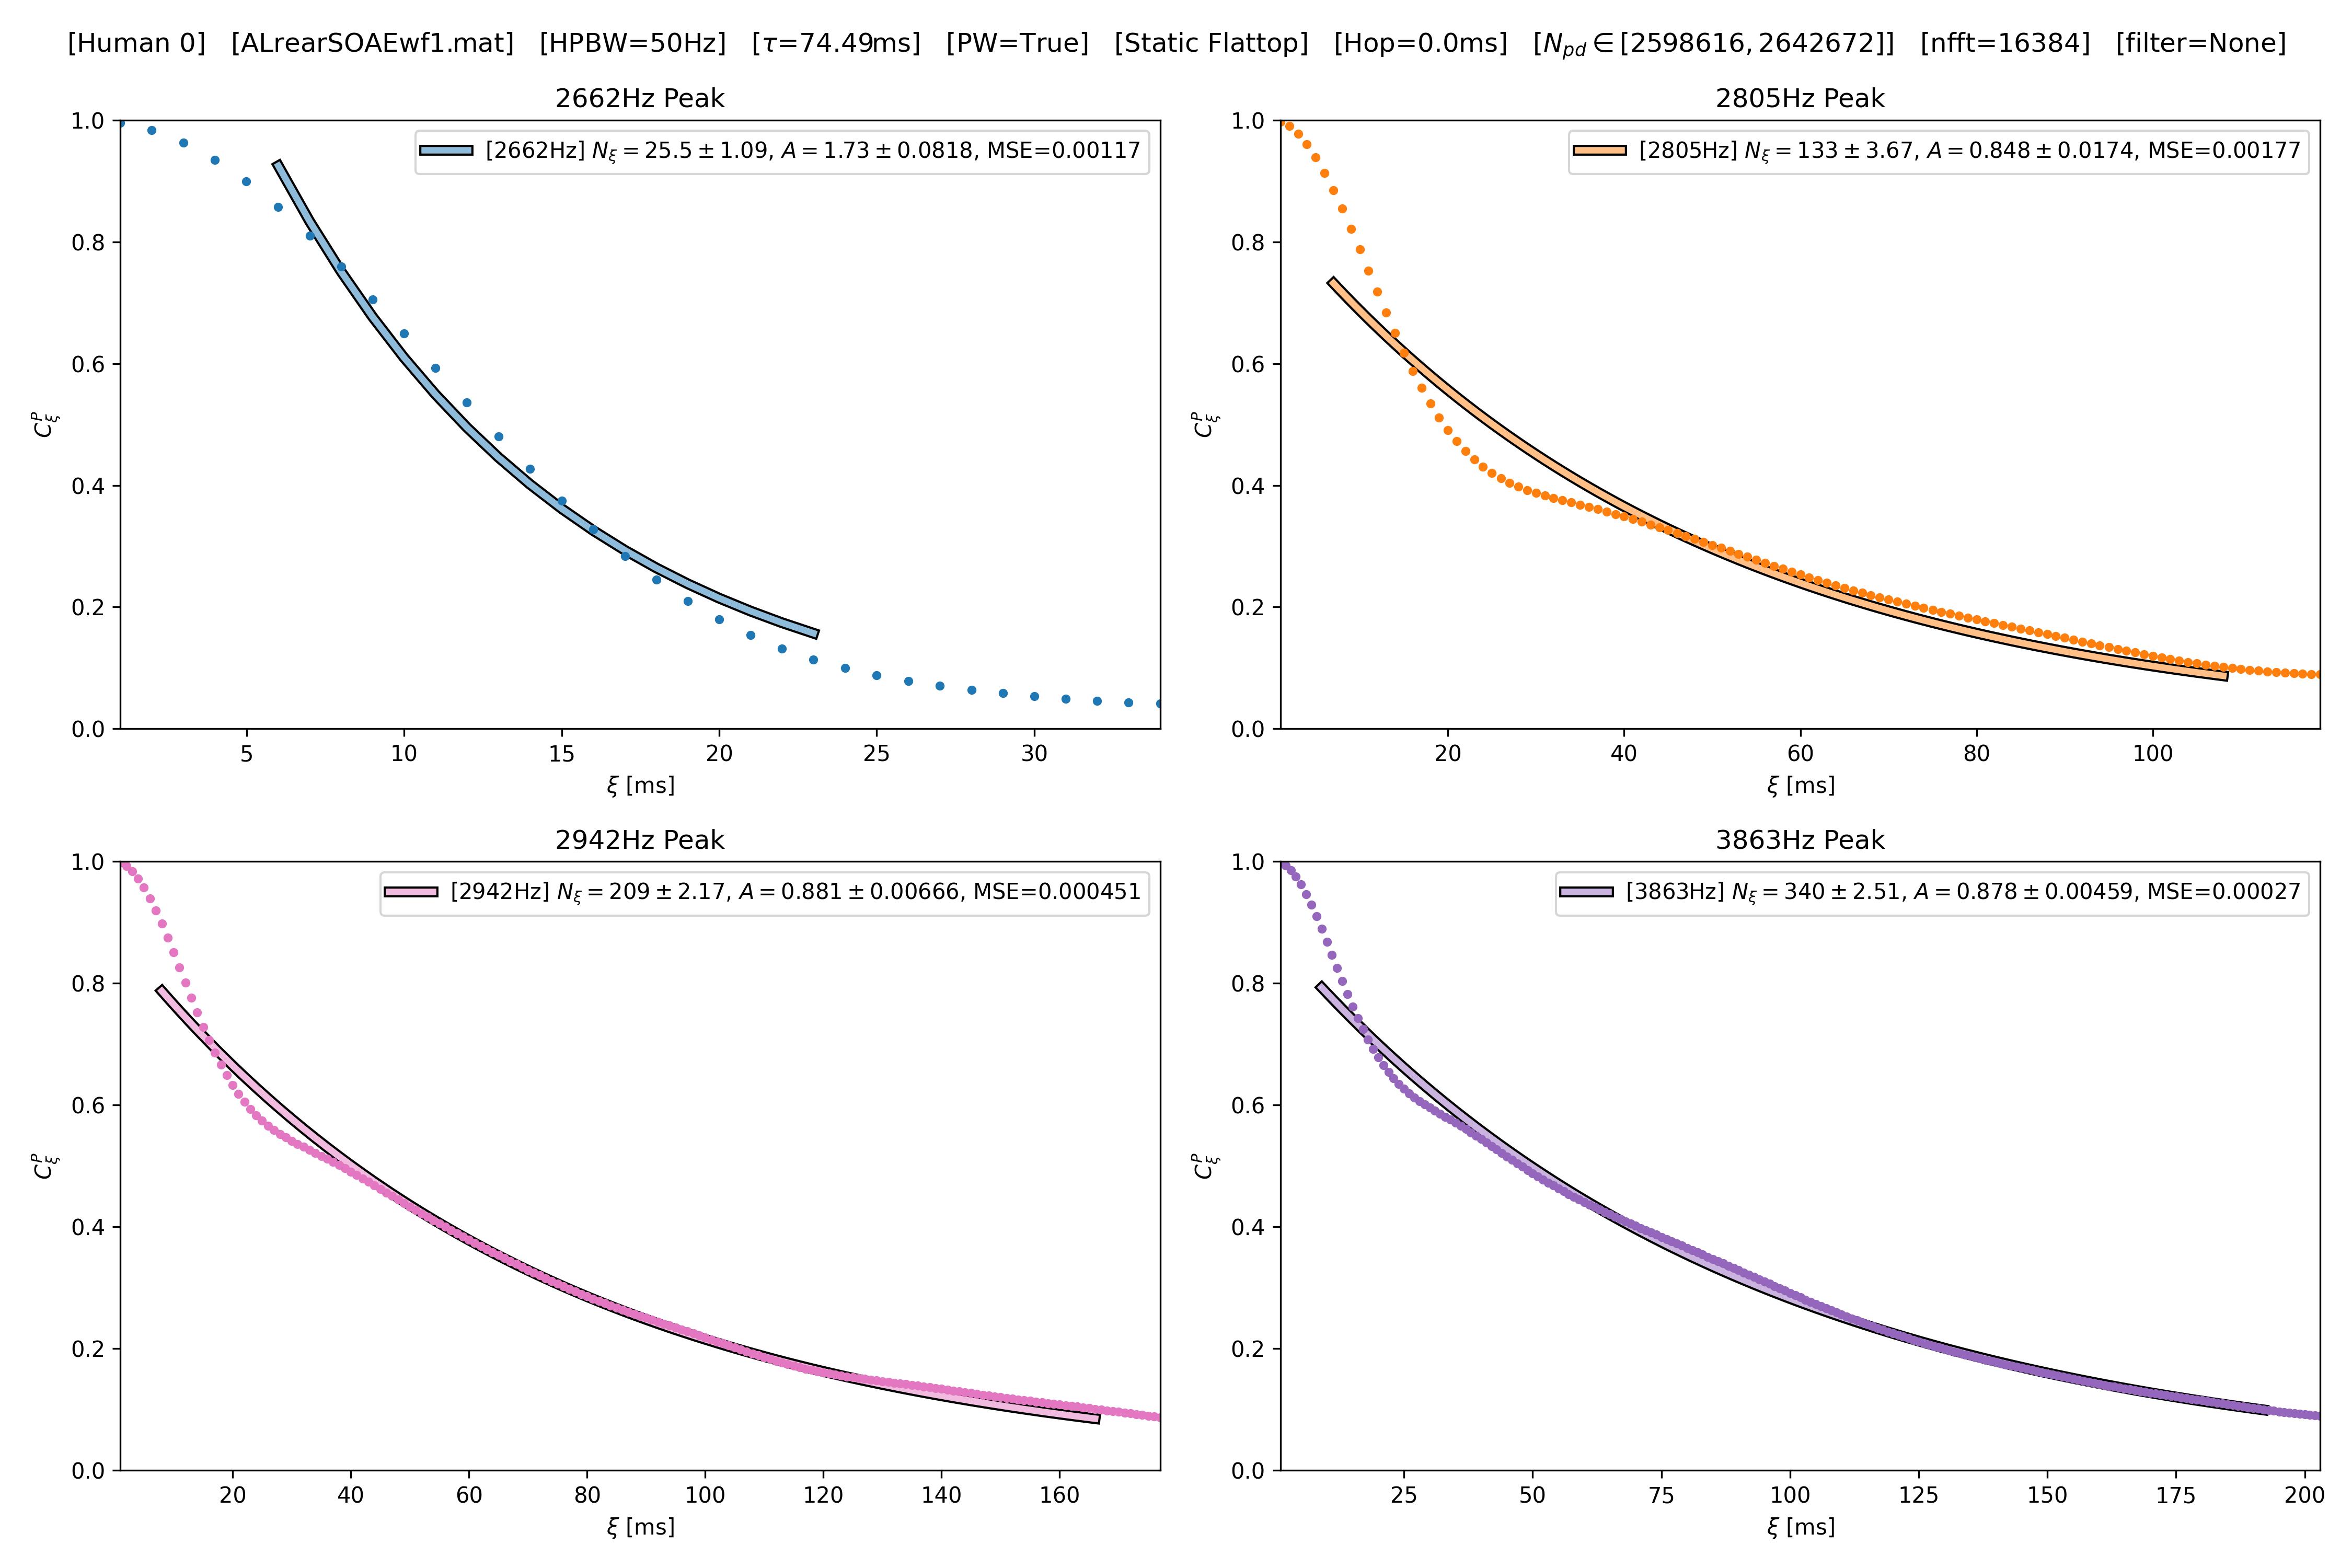 [Human 0] [ALrearSOAEwf1.mat] [HPBW=50Hz] [τ=74.49ms] [PW=True] [Static Flattop] [Hop=0.0ms] [N_pd ∈ [2598616, 2642672]] [nfft=16384] [filter=None]
2662Hz Peak
[2662Hz] N_ξ = 25.5 ± 1.09, A = 1.73 ± 0.0818, MSE=0.00117
1.0
0.8
0.6
0.4
0.2
0.0
C_ξ^P
5 10 15 20 25 30
ξ [ms]
2805Hz Peak
[2805Hz] N_ξ = 133 ± 3.67, A = 0.848 ± 0.0174, MSE=0.00177
1.0
0.8
0.6
0.4
0.2
0.0
C_ξ^P
20 40 60 80 100
ξ [ms]
2942Hz Peak
[2942Hz] N_ξ = 209 ± 2.17, A = 0.881 ± 0.00666, MSE=0.000451
1.0
0.8
0.6
0.4
0.2
0.0
C_ξ^P
20 40 60 80 100 120 140 160
ξ [ms]
3863Hz Peak
[3863Hz] N_ξ = 340 ± 2.51, A = 0.878 ± 0.00459, MSE=0.00027
1.0
0.8
0.6
0.4
0.2
0.0
C_ξ^P
25 50 75 100 125 150 175 200
ξ [ms]